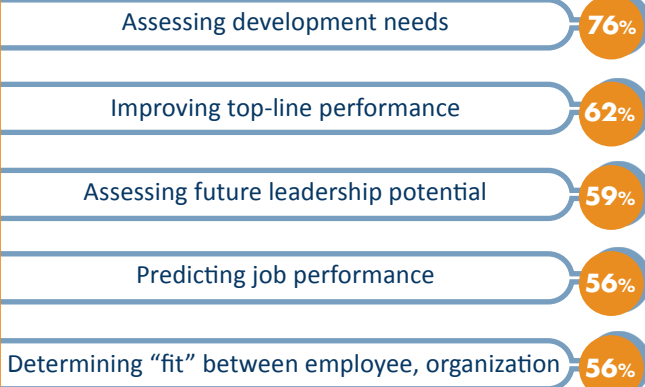 Assessing development needs 76%
Improving top-line performance 62%
Assessing future leadership potential 59%
Predicting job performance 56%
Determining “fit” between employee, organization 56%